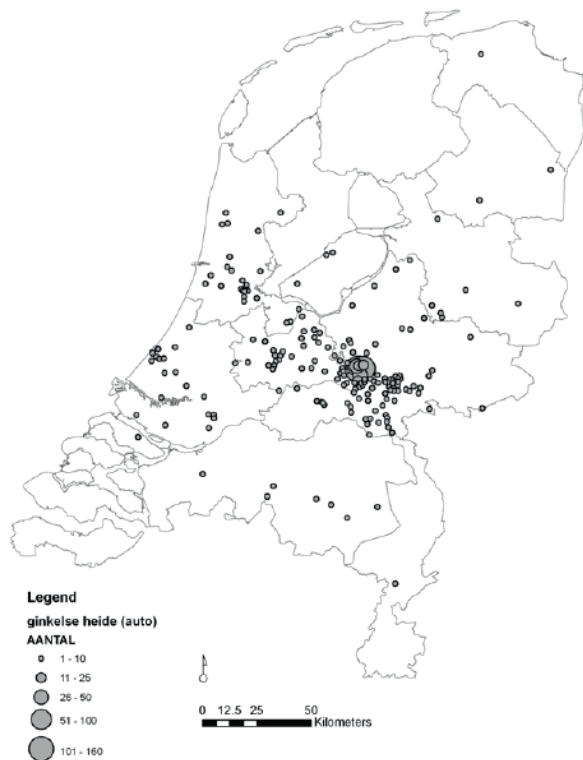 Legend
ginkelse heide (auto)
AANTAL
1 - 10
11 - 25
26 - 50
51 - 100
101 - 160
0 12.5 25 50
Kilometers